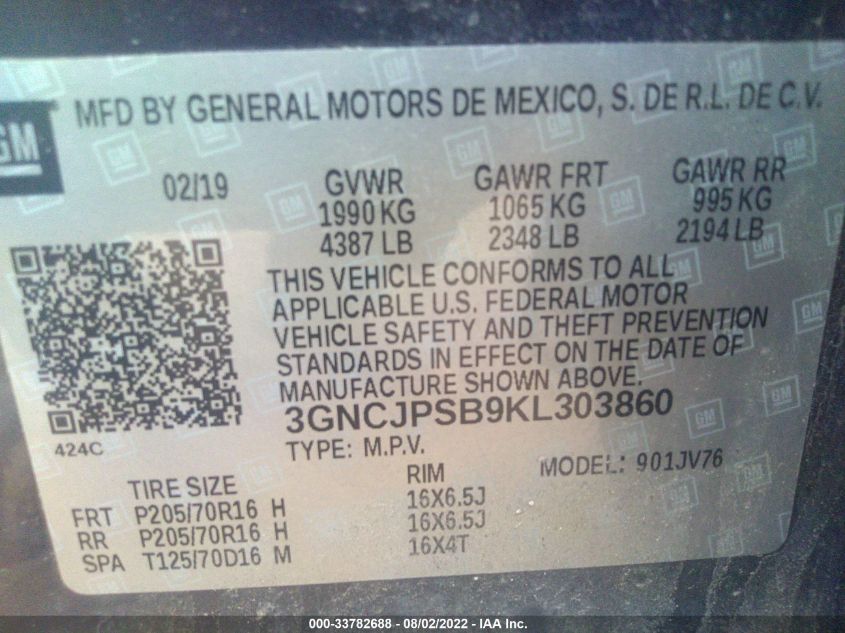 GM
MFD BY GENERAL MOTORS DE MEXICO, S. DE R.L. DE C.V.
02/19 GVWR GAWR FRT GAWR RR
1990 KG 1065 KG 995 KG
4387 LB 2348 LB 2194 LB
THIS VEHICLE CONFORMS TO ALL
APPLICABLE U.S. FEDERAL MOTOR
VEHICLE SAFETY AND THEFT PREVENTION
STANDARDS IN EFFECT ON THE DATE OF
MANUFACTURE SHOWN ABOVE.
3GNCJPSB9KL303860
424C
TYPE: M.P.V. MODEL: 901JV76
TIRE SIZE RIM
FRT P205/70R16 H 16X6.5J
RR P205/70R16 H 16X6.5J
SPA T125/70D16 M 16X4T
000-33782688 - 08/02/2022 - IAA Inc.